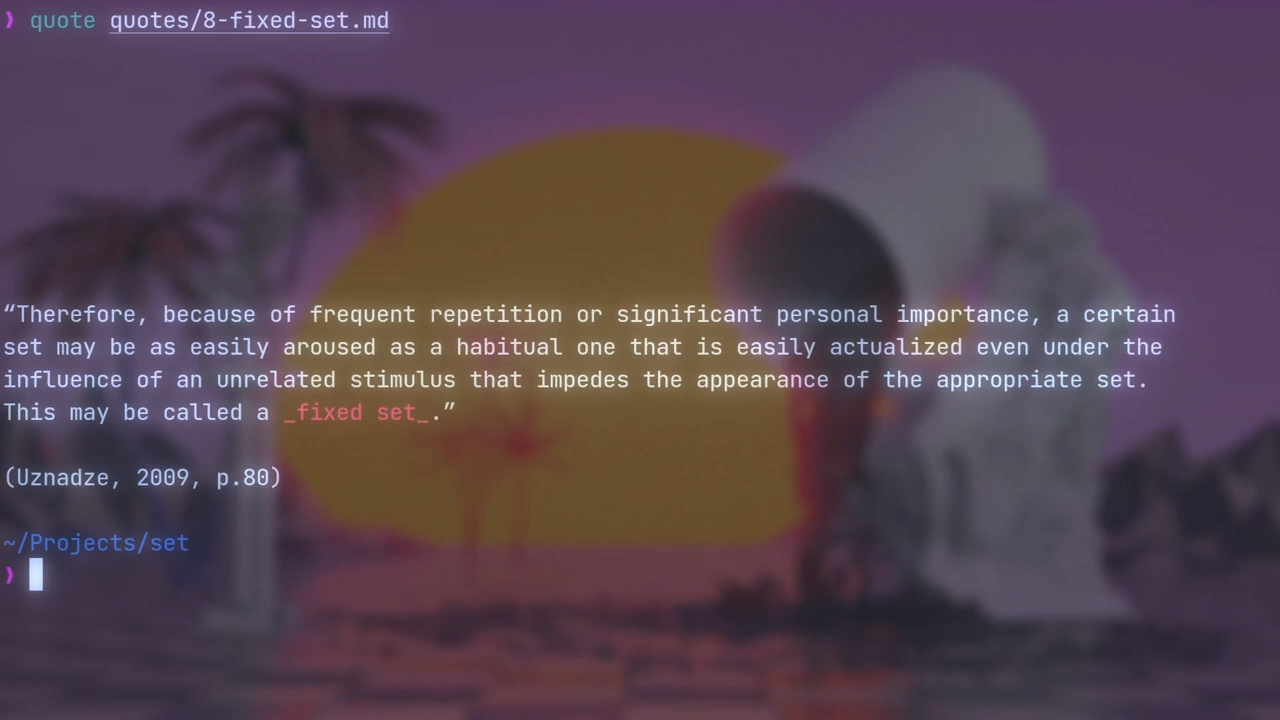 ❯ quote quotes/8-fixed-set.md
“Therefore, because of frequent repetition or significant personal importance, a certain
set may be as easily aroused as a habitual one that is easily actualized even under the
influence of an unrelated stimulus that impedes the appearance of the appropriate set.
This may be called a _fixed set_.”
(Uznadze, 2009, p.80)
~/Projects/set
❯